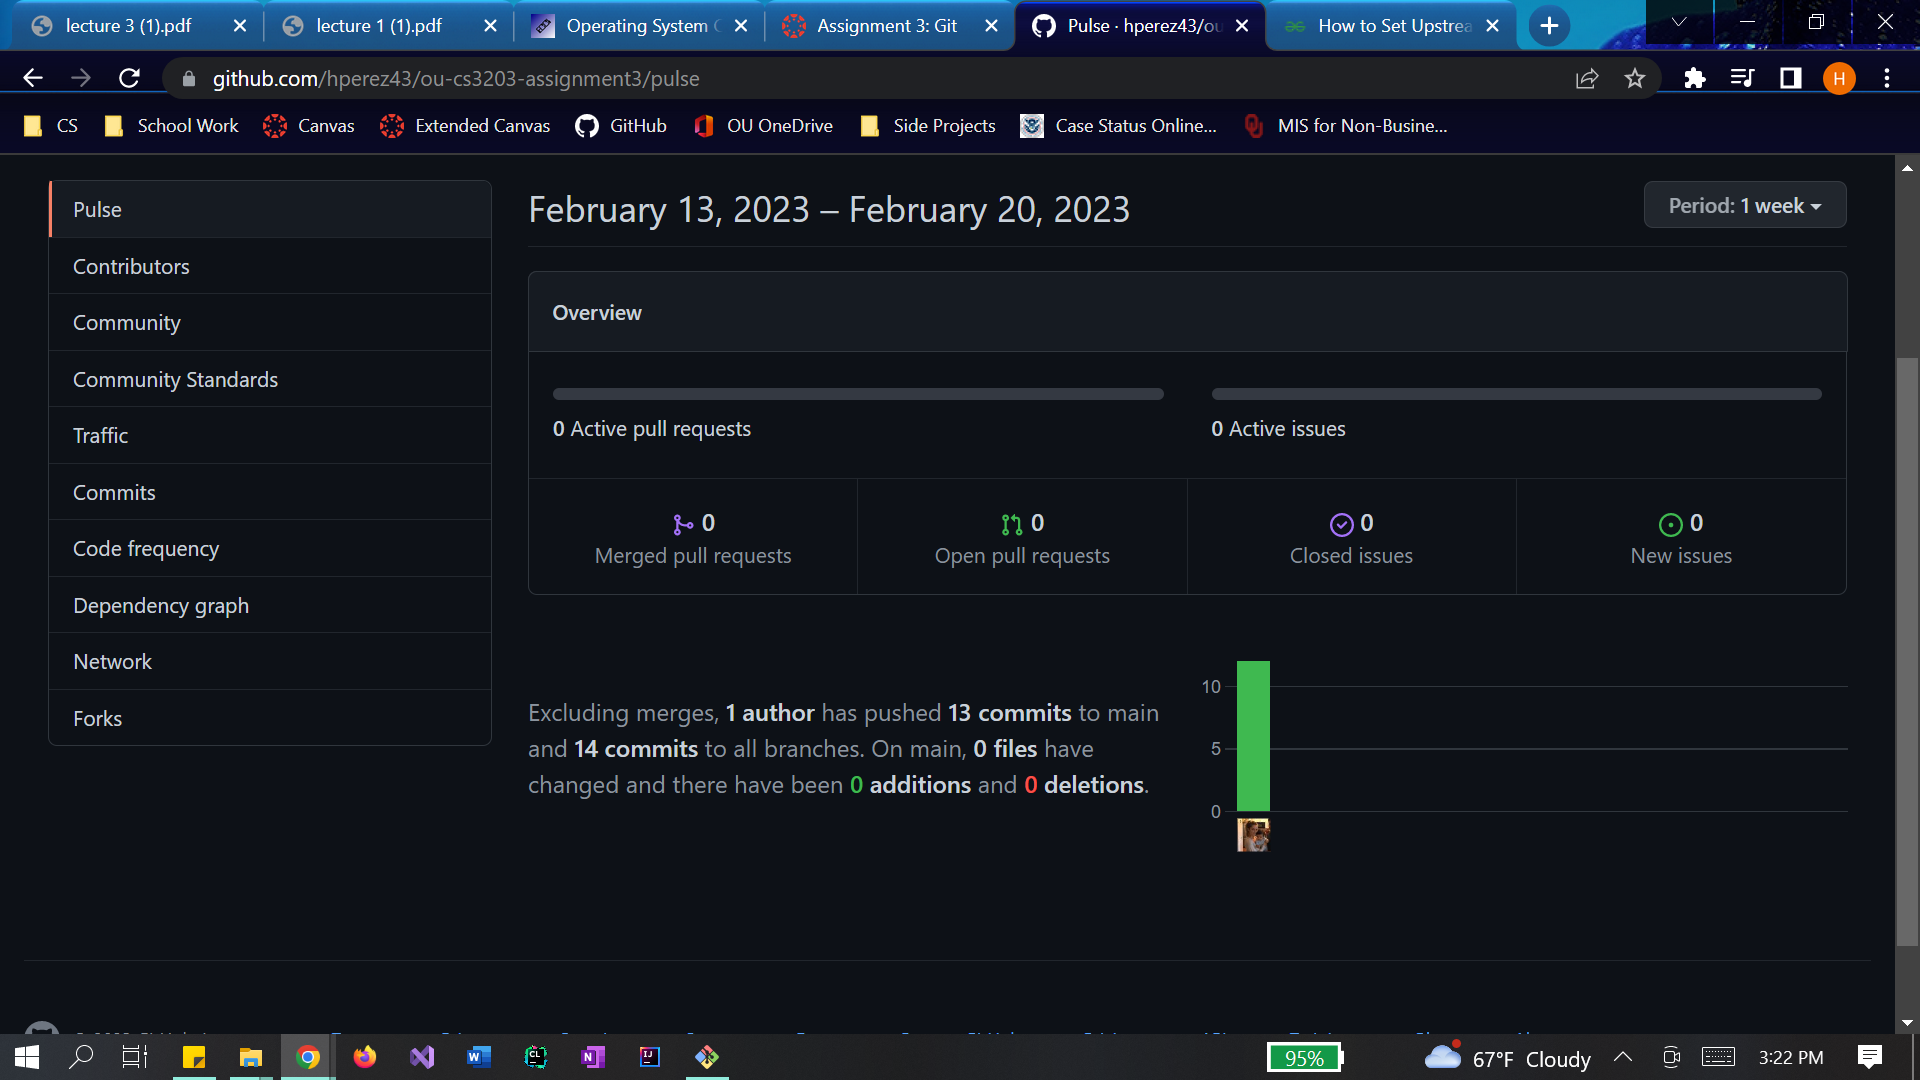 lecture 3 (1).pdf
lecture 1 (1).pdf
Operating System
Assignment 3: Git
Pulse · hperez43/ou
How to Set Upstrea
github.com/hperez43/ou-cs3203-assignment3/pulse
H
CS
School Work
Canvas
Extended Canvas
GitHub
OU OneDrive
Side Projects
Case Status Online...
MIS for Non-Busine...
Pulse
Contributors
Community
Community Standards
Traffic
Commits
Code frequency
Dependency graph
Network
Forks
February 13, 2023 – February 20, 2023
Period: 1 week
Overview
0 Active pull requests
0 Active issues
0
Merged pull requests
0
Open pull requests
0
Closed issues
0
New issues
Excluding merges, 1 author has pushed 13 commits to main
and 14 commits to all branches. On main, 0 files have
changed and there have been 0 additions and 0 deletions.
10
5
0
95%
67°F Cloudy
3:22 PM